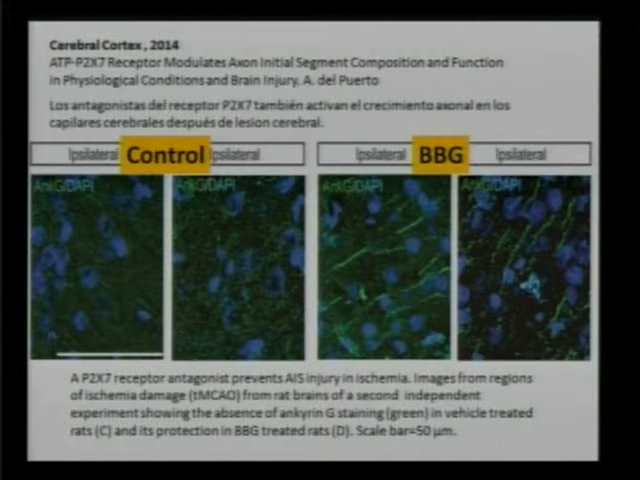 Cerebral Cortex, 2014
ATP-P2X7 Receptor Modulates Axon Initial Segment Composition and Function
in Physiological Conditions and Brain Injury. A. del Puerto
Los antagonistas del receptor P2X7 también activan el crecimiento axonal en los
capilares cerebrales después de lesion cerebral.
Ipsilateral Control Ipsilateral Ipsilateral BBG Ipsilateral
AnkG/DAPI AnkG/DAPI AnkG/DAPI AnkG/DAPI
A P2X7 receptor antagonist prevents AIS injury in ischemia. Images from regions
of ischemia damage (tMCAO) from rat brains of a second independent
experiment showing the absence of ankyrin G staining (green) in vehicle treated
rats (C) and its protection in BBG treated rats (D). Scale bar=50 µm.